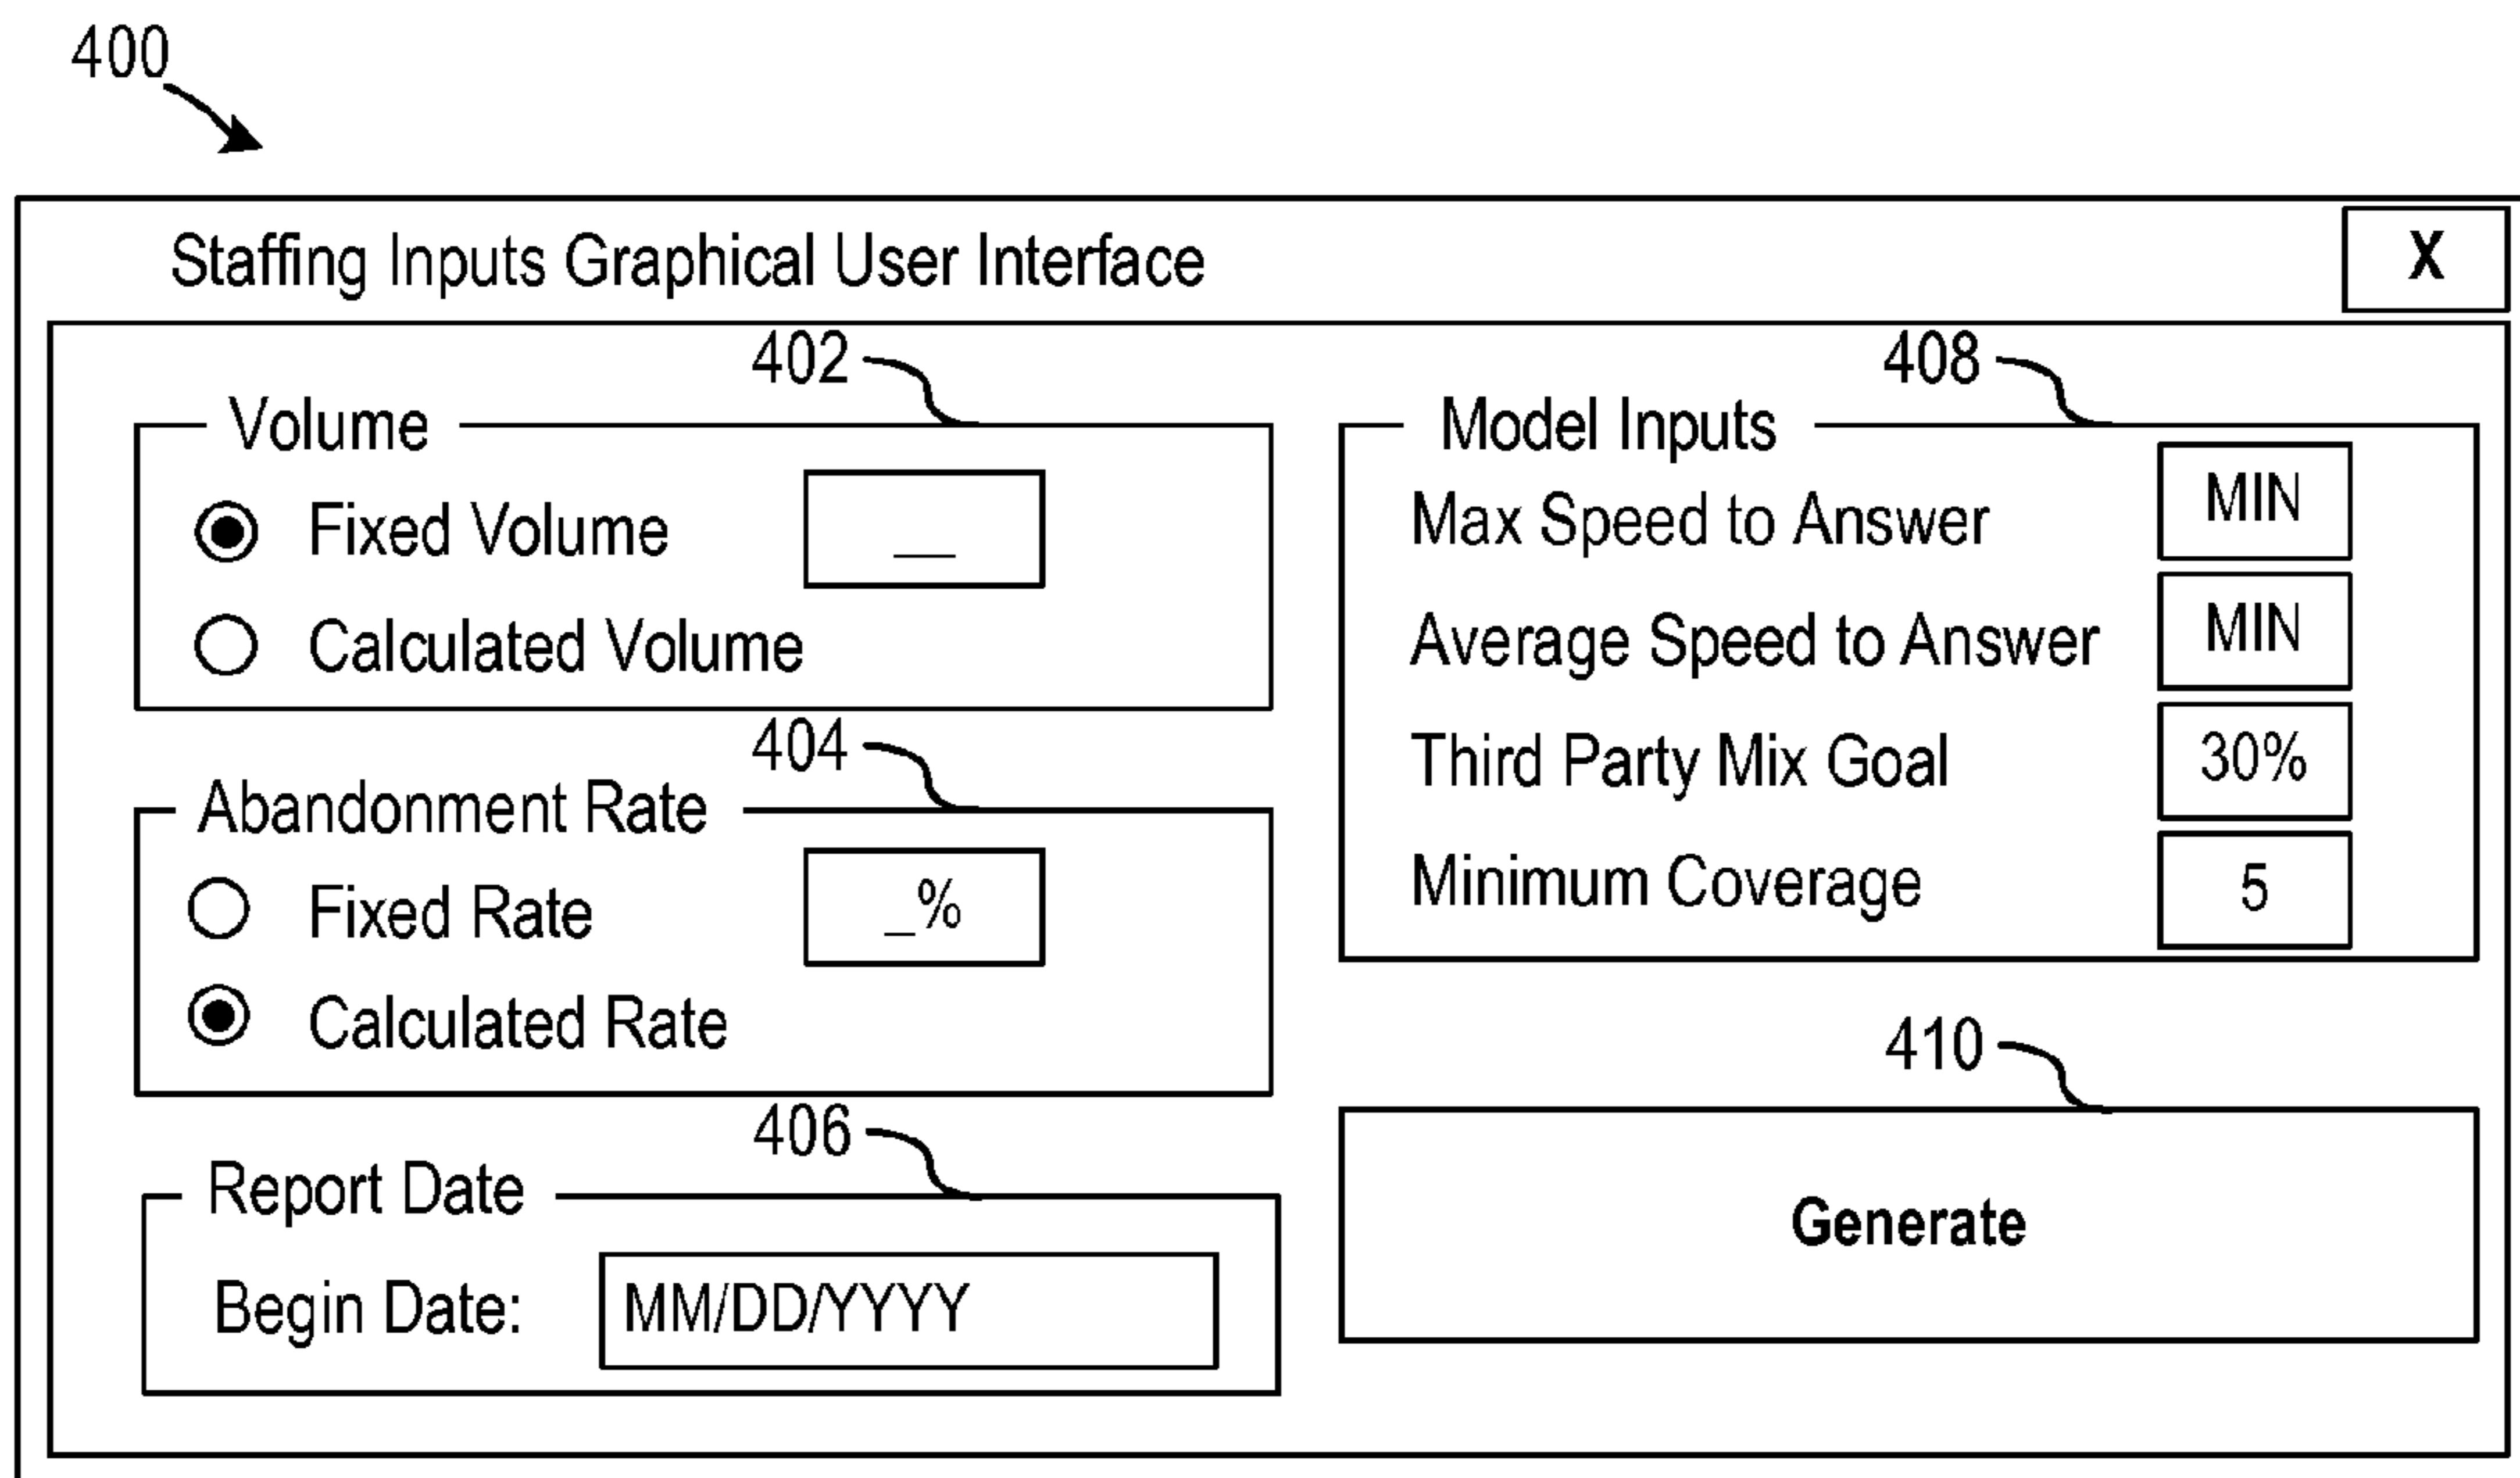 400
Staffing Inputs Graphical User Interface X
402
Volume
Fixed Volume __
Calculated Volume
404
Abandonment Rate
Fixed Rate _%
Calculated Rate
406
Report Date
Begin Date: MM/DD/YYYY
408
Model Inputs
Max Speed to Answer MIN
Average Speed to Answer MIN
Third Party Mix Goal 30%
Minimum Coverage 5
410
Generate